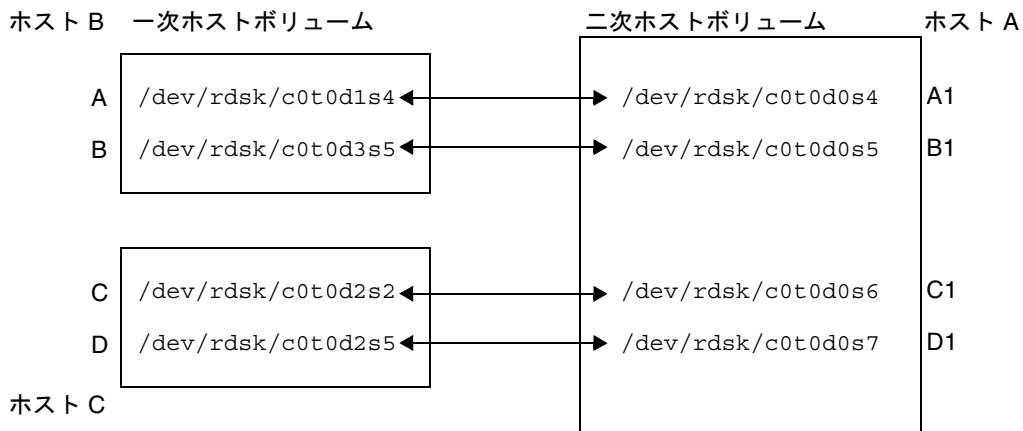 ホスト B 一次ホストボリューム 二次ホストボリューム ホスト A
A /dev/rdsk/c0t0d1s4 /dev/rdsk/c0t0d0s4 A1
B /dev/rdsk/c0t0d3s5 /dev/rdsk/c0t0d0s5 B1
C /dev/rdsk/c0t0d2s2 /dev/rdsk/c0t0d0s6 C1
D /dev/rdsk/c0t0d2s5 /dev/rdsk/c0t0d0s7 D1
ホスト C